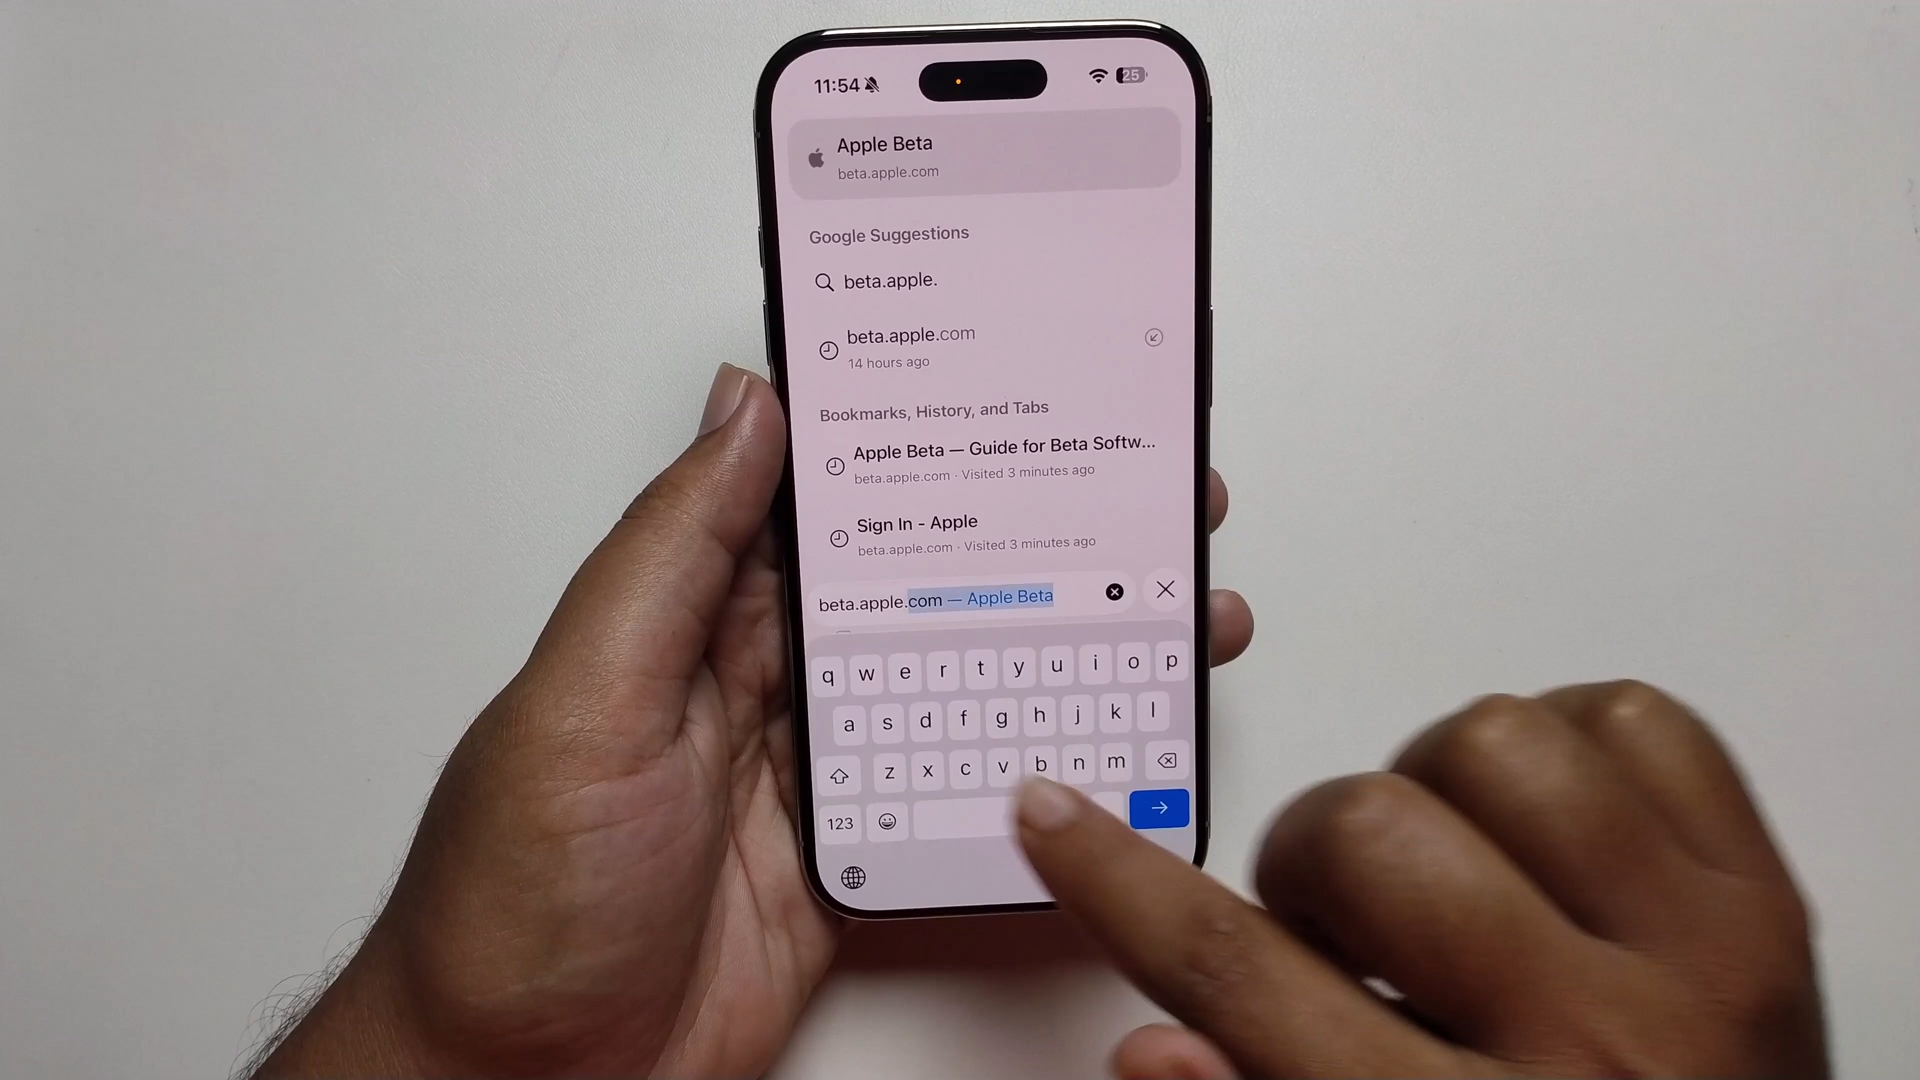 11:54
25
Apple Beta
beta.apple.com
Google Suggestions
beta.apple.
beta.apple.com
14 hours ago
Bookmarks, History, and Tabs
Apple Beta — Guide for Beta Softw...
beta.apple.com · Visited 3 minutes ago
Sign In - Apple
beta.apple.com · Visited 3 minutes ago
beta.apple.com — Apple Beta
q w e r t y u i o p
a s d f g h j k l
z x c v b n m
123